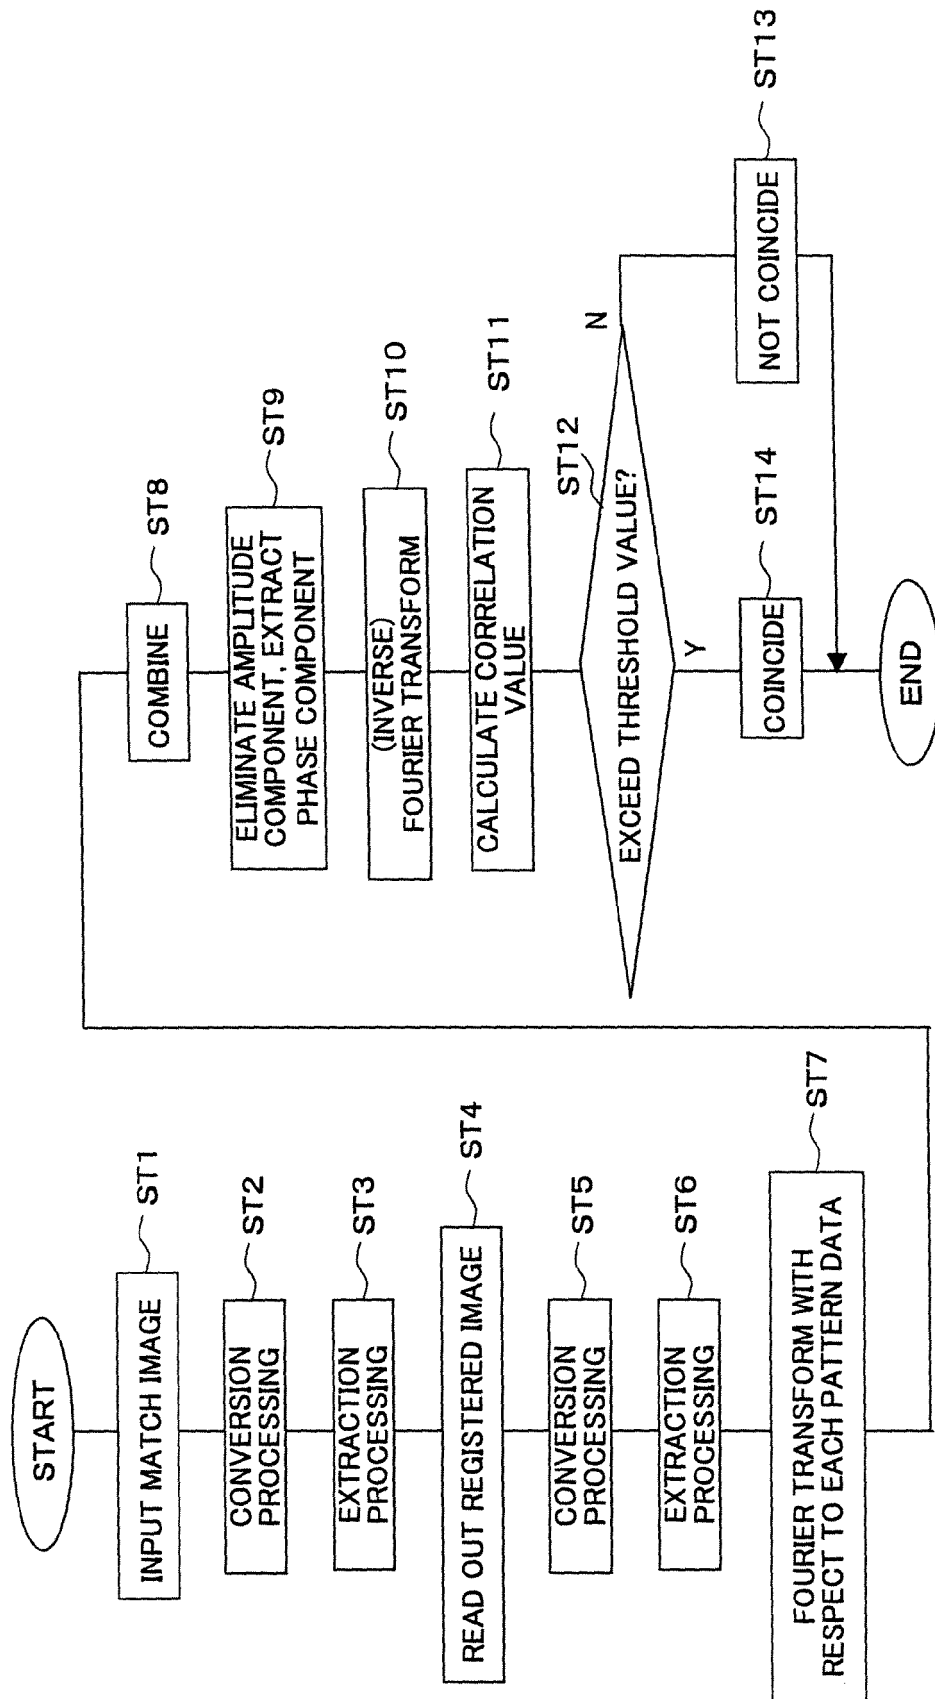 START
INPUT MATCH IMAGE
ST1
CONVERSION
PROCESSING
ST2
EXTRACTION
PROCESSING
ST3
READ OUT REGISTERED IMAGE
ST4
CONVERSION
PROCESSING
ST5
EXTRACTION
PROCESSING
ST6
FOURIER TRANSFORM WITH
RESPECT TO EACH PATTERN DATA
ST7
COMBINE
ST8
ELIMINATE AMPLITUDE
COMPONENT, EXTRACT
PHASE COMPONENT
ST9
(INVERSE)
FOURIER TRANSFORM
ST10
CALCULATE CORRELATION
VALUE
ST11
EXCEED THRESHOLD VALUE?
ST12
N
Y
NOT COINCIDE
ST13
COINCIDE
ST14
END